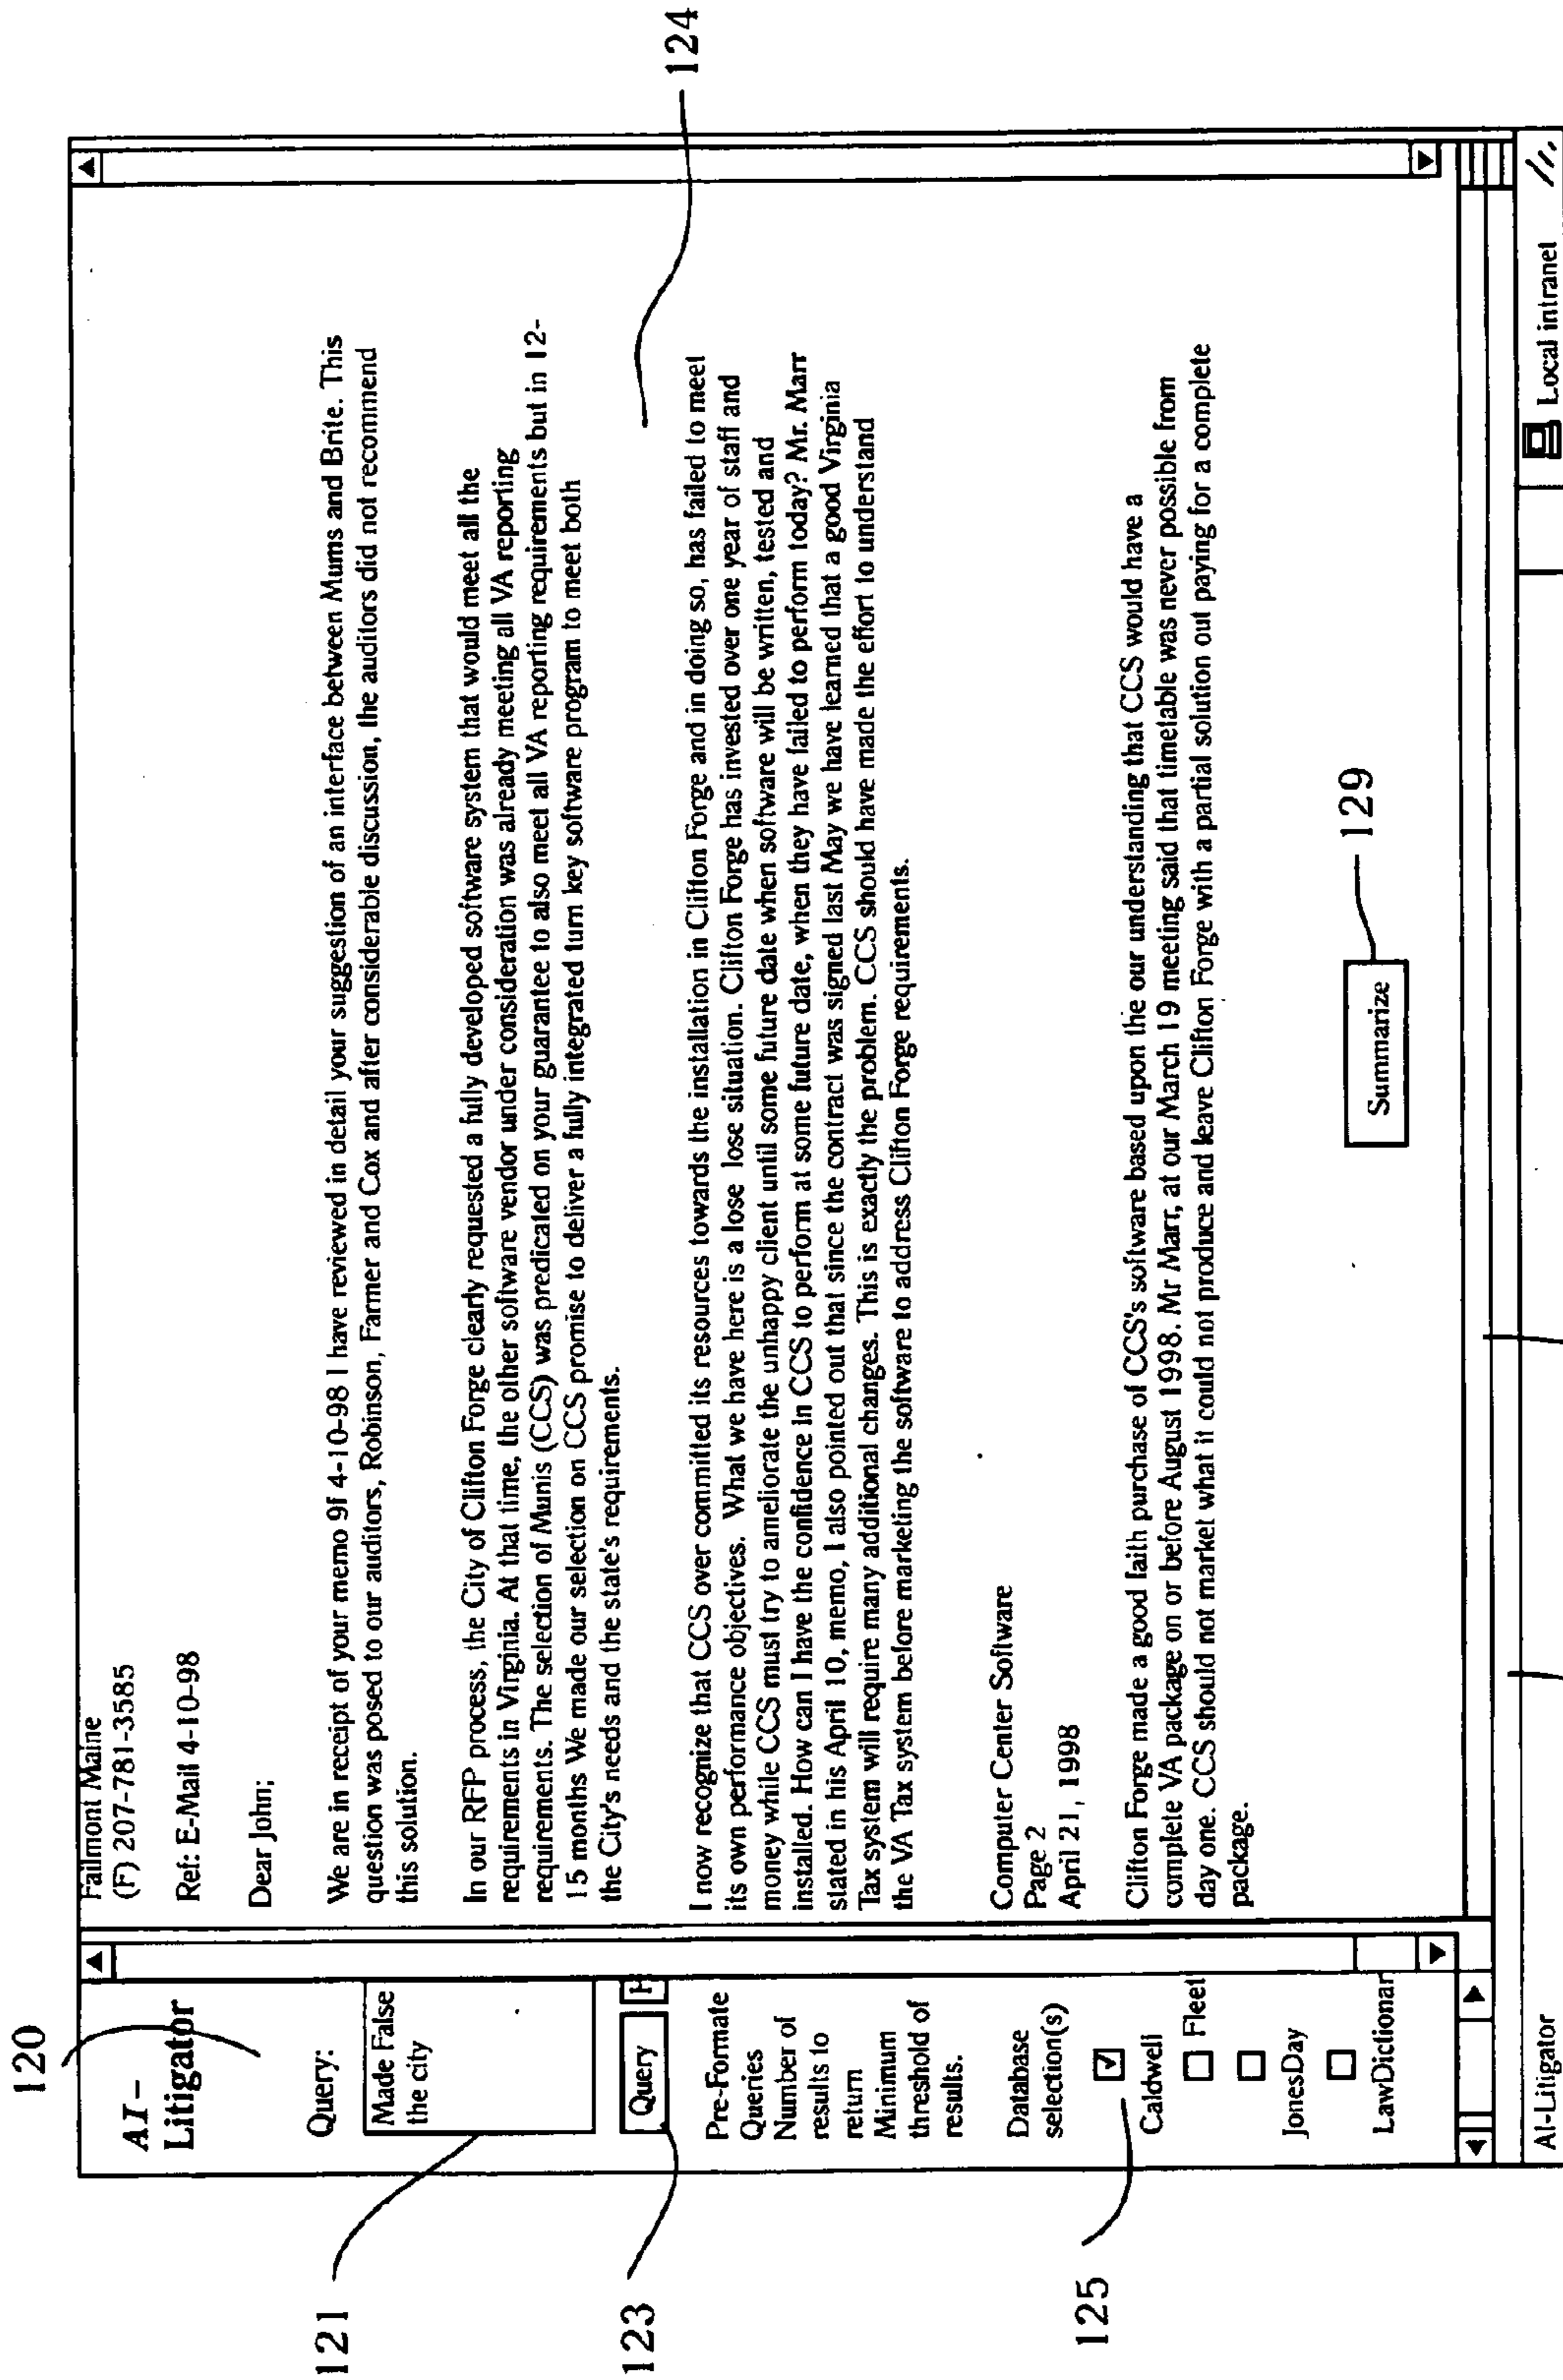 120
AI-
Litigator
Query:
Made False
the city
121
Query
123
Pre-Formate
Queries
Number of
results to
return
Minimum
threshold of
results.
Database
selection(s)
125
Caldwell
Fleet
JonesDay
LawDictionar
Failmont Maine
(F) 207-781-3585
Ref: E-Mail 4-10-98
Dear John;
We are in receipt of your memo 9f 4-10-98 I have reviewed in detail your suggestion of an interface between Mums and Brite. This
question was posed to our auditors, Robinson, Farmer and Cox and after considerable discussion, the auditors did not recommend
this solution.
In our RFP process, the City of Clifton Forge clearly requested a fully developed software system that would meet all the
requirements in Virginia. At that time, the other software vendor under consideration was already meeting all VA reporting
requirements. The selection of Munis (CCS) was predicated on your guarantee to also meet all VA reporting requirements but in 12-
15 months We made our selection on CCS promise to deliver a fully integrated turn key software program to meet both
the City's needs and the state's requirements.
124
I now recognize that CCS over committed its resources towards the installation in Clifton Forge and in doing so, has failed to meet
its own performance objectives. What we have here is a lose lose situation. Clifton Forge has invested over one year of staff and
money while CCS must try to ameliorate the unhappy client until some future date when software will be written, tested and
installed. How can I have the confidence in CCS to perform at some future date, when they have failed to perform today? Mr. Marr
stated in his April 10, memo, I also pointed out that since the contract was signed last May we have learned that a good Virginia
Tax system will require many additional changes. This is exactly the problem. CCS should have made the effort to understand
the VA Tax system before marketing the software to address Clifton Forge requirements.
Computer Center Software
Page 2
April 21, 1998
Clifton Forge made a good faith purchase of CCS's software based upon the our understanding that CCS would have a
complete VA package on or before August 1998. Mr Marr, at our March 19 meeting said that timetable was never possible from
day one. CCS should not market what it could not produce and leave Clifton Forge with a partial solution out paying for a complete
package.
Summarize
129
AI-Litigator
Local intranet